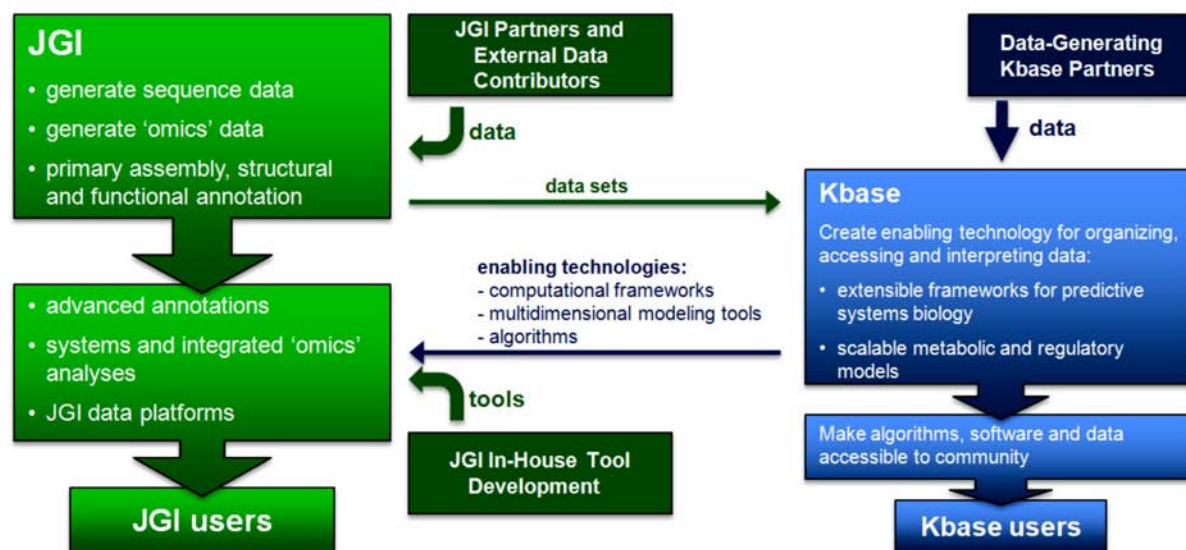 JGI
• generate sequence data
• generate ‘omics’ data
• primary assembly, structural
and functional annotation
JGI Partners and
External Data
Contributors
data
Data-Generating
Kbase Partners
data
data sets
Kbase
Create enabling technology for organizing,
accessing and interpreting data:
• extensible frameworks for predictive
systems biology
• scalable metabolic and regulatory
models
enabling technologies:
- computational frameworks
- multidimensional modeling tools
- algorithms
• advanced annotations
• systems and integrated ‘omics’
analyses
• JGI data platforms
tools
JGI In-House Tool
Development
Make algorithms, software and data
accessible to community
JGI users
Kbase users